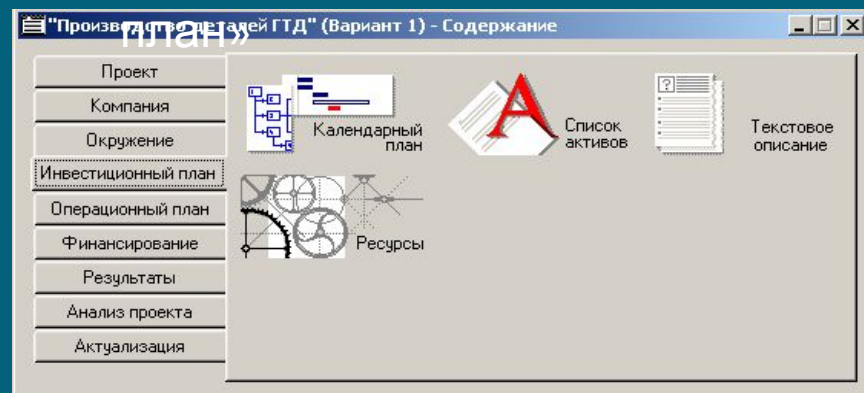 "Производство деталей ГТД" (Вариант 1) - Содержание
план»
Проект
Компания
Окружение
Инвестиционный план
Операционный план
Финансирование
Результаты
Анализ проекта
Актуализация
Календарный
план
Список
активов
Текстовое
описание
Ресурсы